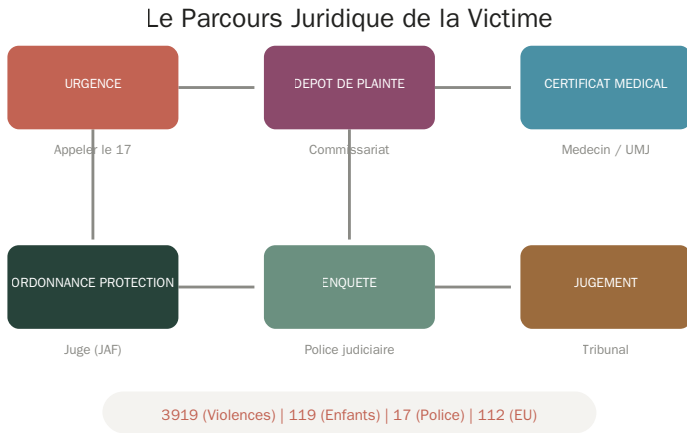 Le Parcours Juridique de la Victime
URGENCE
DEPOT DE PLAINTE
CERTIFICAT MEDICAL
Appeler le 17
Commissariat
Medecin / UMJ
ORDONNANCE PROTECTION
ENQUETE
JUGEMENT
Juge (JAF)
Police judiciaire
Tribunal
3919 (Violences) | 119 (Enfants) | 17 (Police) | 112 (EU)